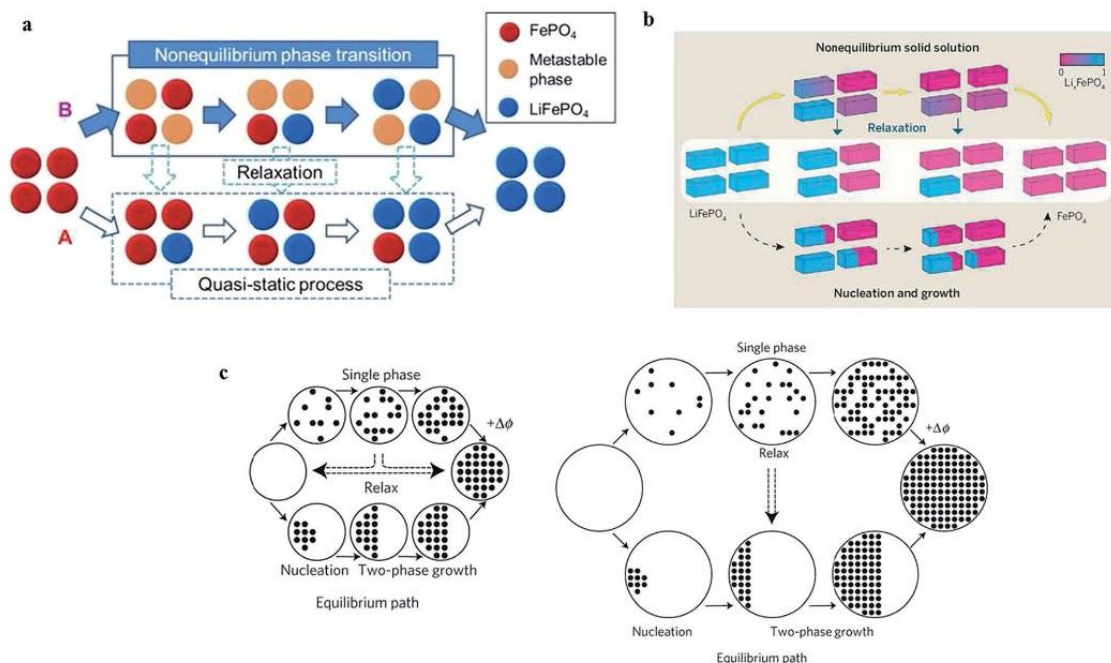 a
Nonequilibrium phase transition
B
Relaxation
A
Quasi-static process
FePO₄
Metastable
phase
LiFePO₄
b
Nonequilibrium solid solution
0 1
LiₓFePO₄
Relaxation
LiFePO₄
FePO₄
Nucleation and growth
c
Single phase
+Δϕ
Relax
Nucleation Two-phase growth
Equilibrium path
Single phase
+Δϕ
Relax
Nucleation Two-phase growth
Equilibrium path